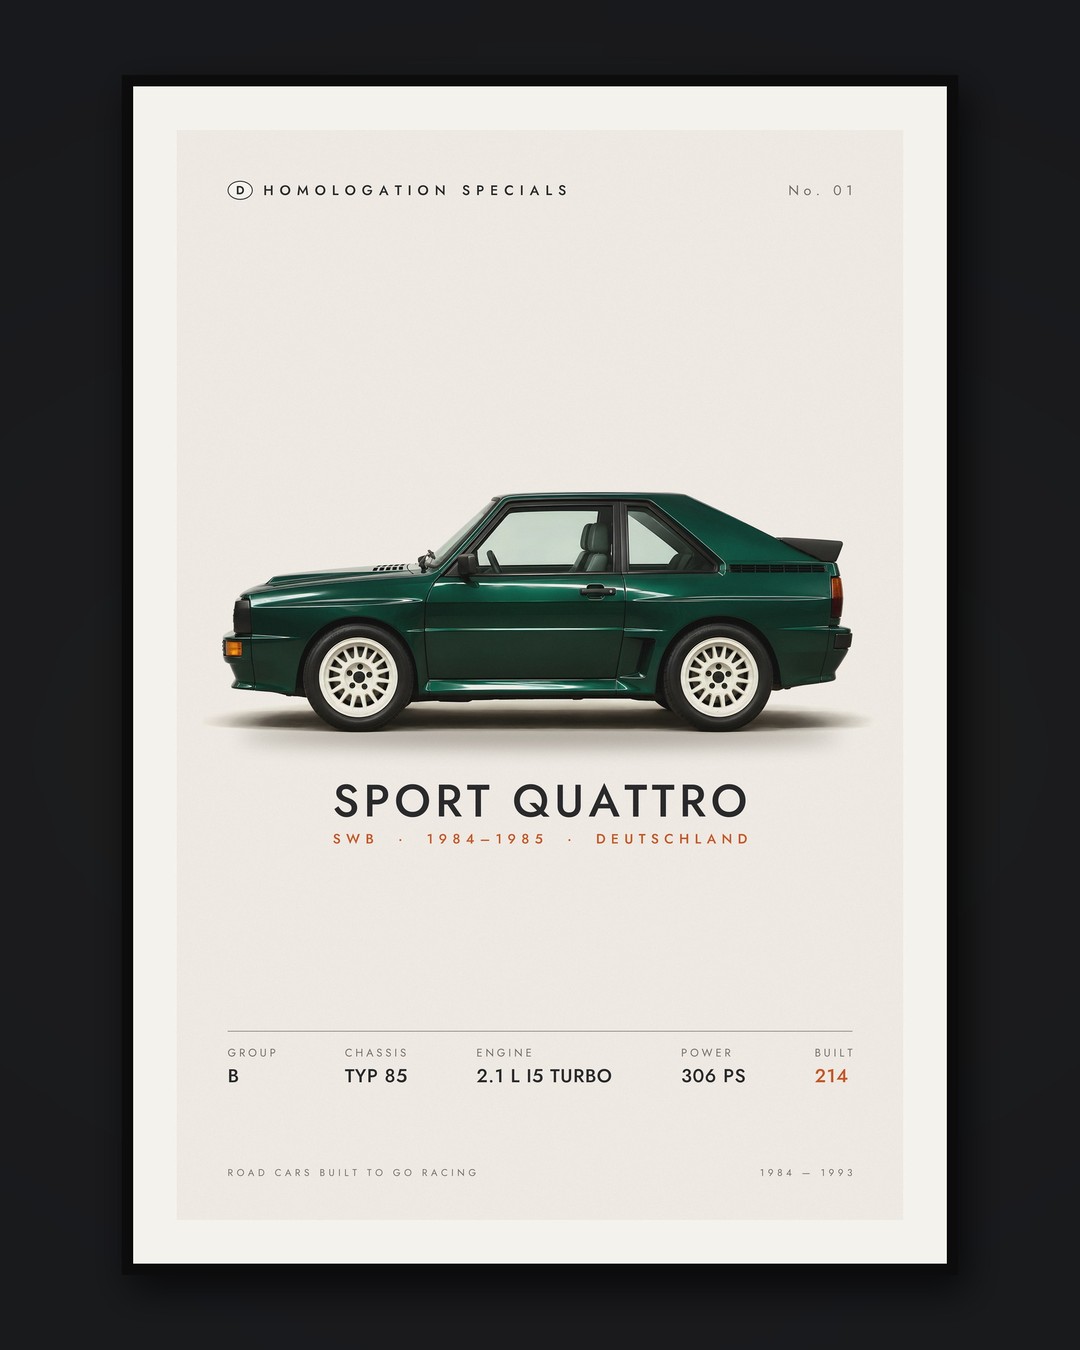 D HOMOLOGATION SPECIALS No. 01
SPORT QUATTRO
SWB · 1984–1985 · DEUTSCHLAND
GROUP CHASSIS ENGINE POWER BUILT
B TYP 85 2.1 L I5 TURBO 306 PS 214
ROAD CARS BUILT TO GO RACING 1984 — 1993